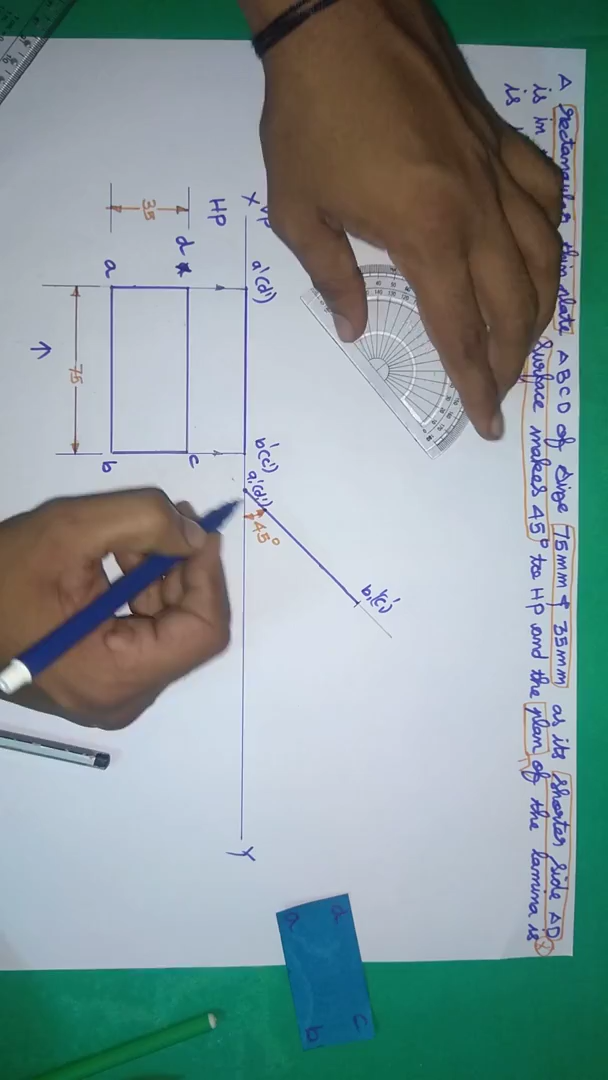 A rectangular thin plate ABCD of size 75mm & 35mm as its shorter side AD
is in
surface makes 45° to HP and the plan of the lamina is
is
X VP
HP
Y
a'(d')
b'(c')
a₁'(d₁')
b₁'(c₁')
45°
35
75
d
a
c
b
d
a
c
b